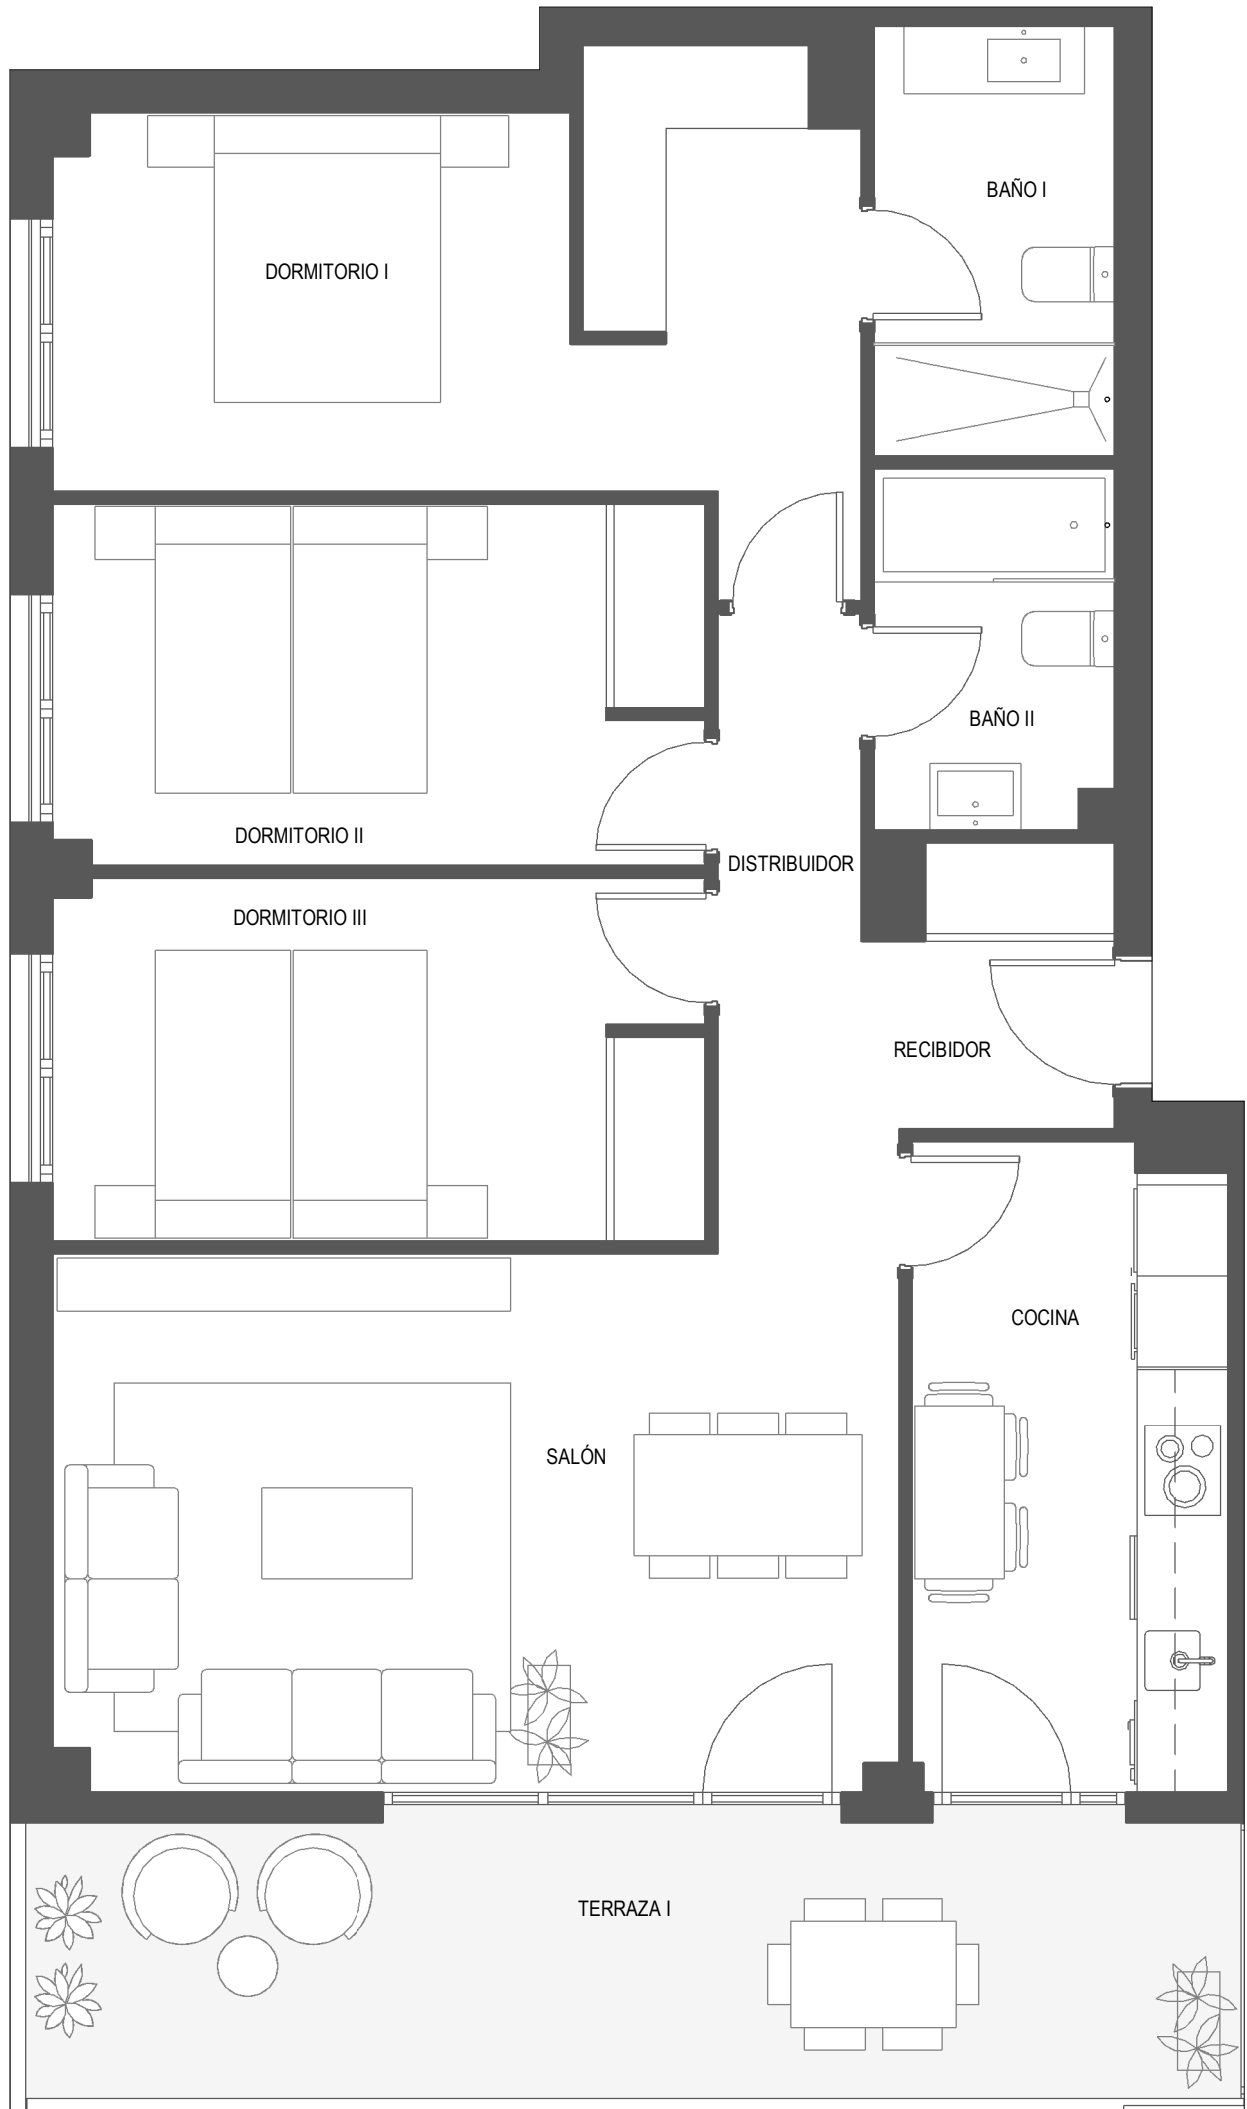 BAÑO I
DORMITORIO I
BAÑO II
DORMITORIO II
DISTRIBUIDOR
DORMITORIO III
RECIBIDOR
COCINA
SALÓN
TERRAZA I